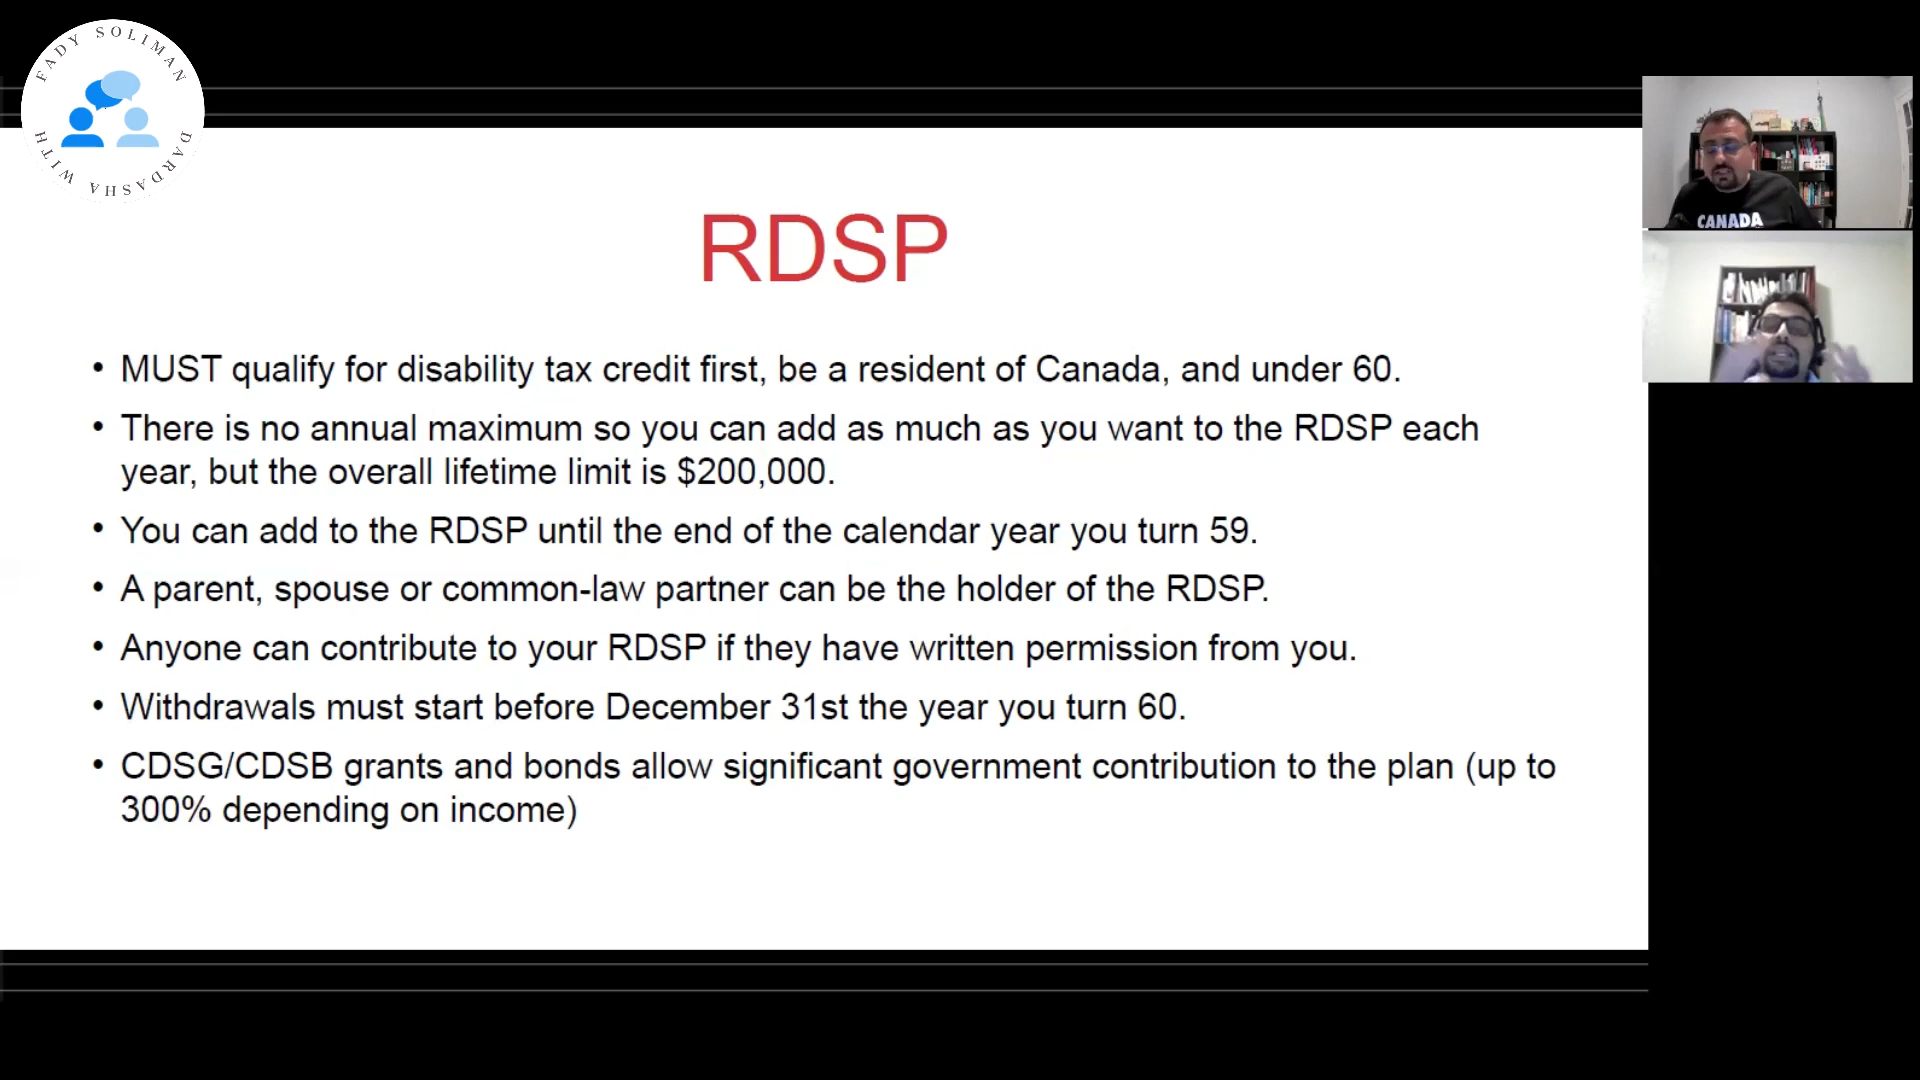 FADY SOLIMAN
DARDASHA WITH
CANADA
RDSP
• MUST qualify for disability tax credit first, be a resident of Canada, and under 60.
• There is no annual maximum so you can add as much as you want to the RDSP each
year, but the overall lifetime limit is $200,000.
• You can add to the RDSP until the end of the calendar year you turn 59.
• A parent, spouse or common-law partner can be the holder of the RDSP.
• Anyone can contribute to your RDSP if they have written permission from you.
• Withdrawals must start before December 31st the year you turn 60.
• CDSG/CDSB grants and bonds allow significant government contribution to the plan (up to
300% depending on income)